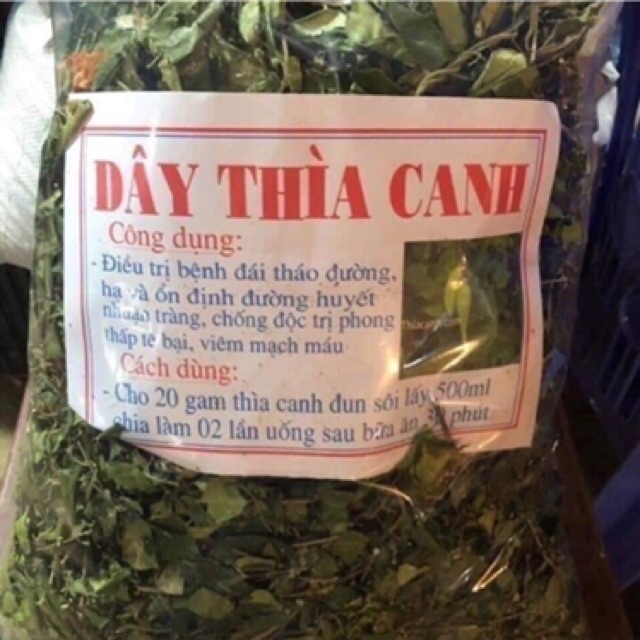 DÂY THÌA CANH
Công dụng:
- Điều trị bệnh đái tháo đường,
hạ và ổn định đường huyết
nhuận tràng, chống độc trị phong
thấp tê bại, viêm mạch máu
Cách dùng:
- Cho 20 gam thìa canh đun sôi lấy 500ml
chia làm 02 lần uống sau bữa ăn 30 phút